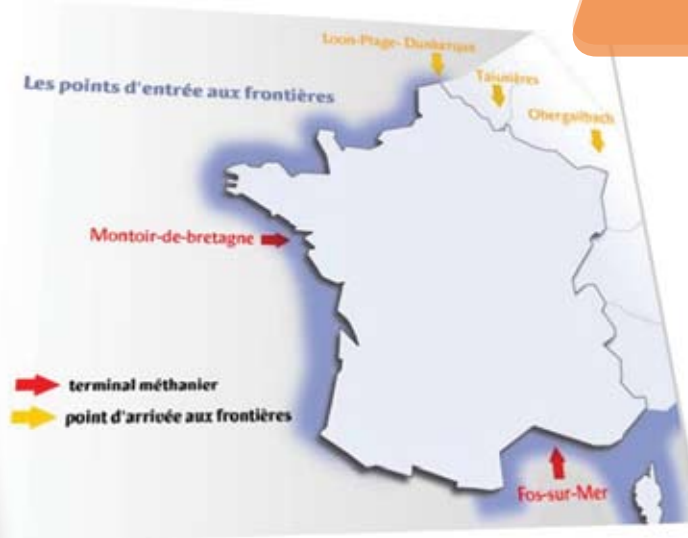 Loon-Plage- Dunkerque
Les points d'entrée aux frontières
Taisnières
Obergailbach
Montoir-de-bretagne
terminal méthanier
point d'arrivée aux frontières
Fos-sur-Mer